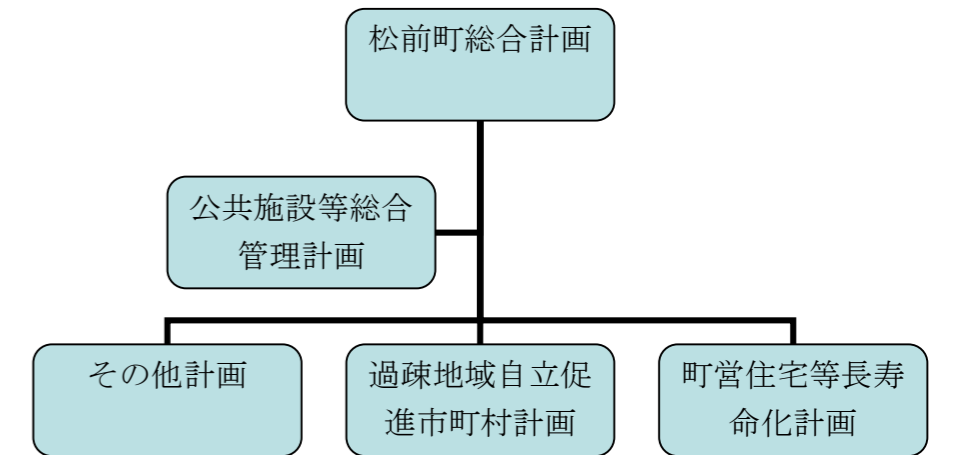 松前町総合計画
公共施設等総合
管理計画
その他計画
過疎地域自立促
進市町村計画
町営住宅等長寿
命化計画